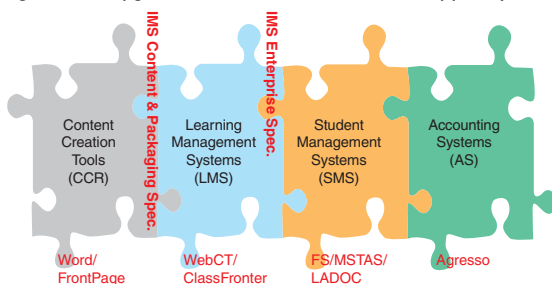 IMS Content & Packaging Spec.
IMS Enterprise Spec.
Content
Creation
Tools
(CCR)
Learning
Management
Systems
(LMS)
Student
Management
Systems
(SMS)
Accounting
Systems
(AS)
Word/
FrontPage
WebCT/
ClassFronter
FS/MSTAS/
LADOC
Agresso